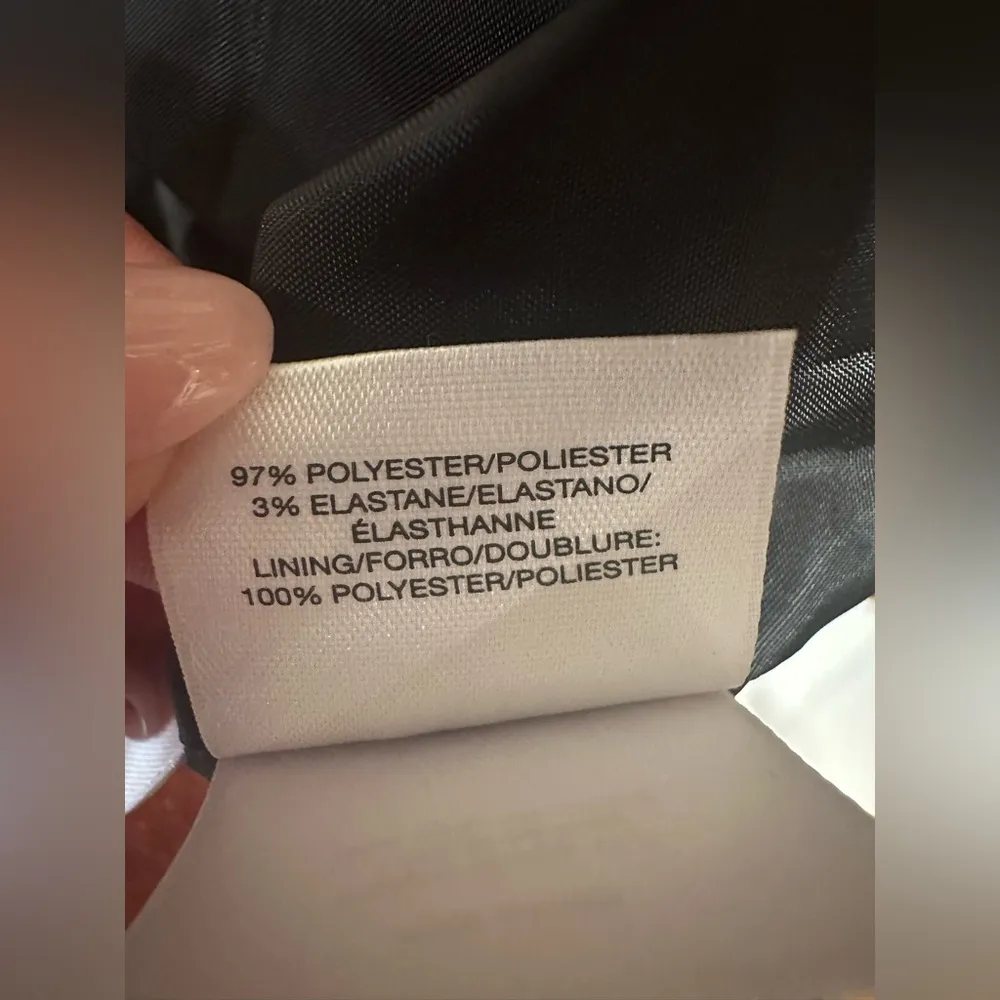 97% POLYESTER/POLIESTER
3% ELASTANE/ELASTANO/
ÉLASTHANNE
LINING/FORRO/DOUBLURE:
100% POLYESTER/POLIESTER